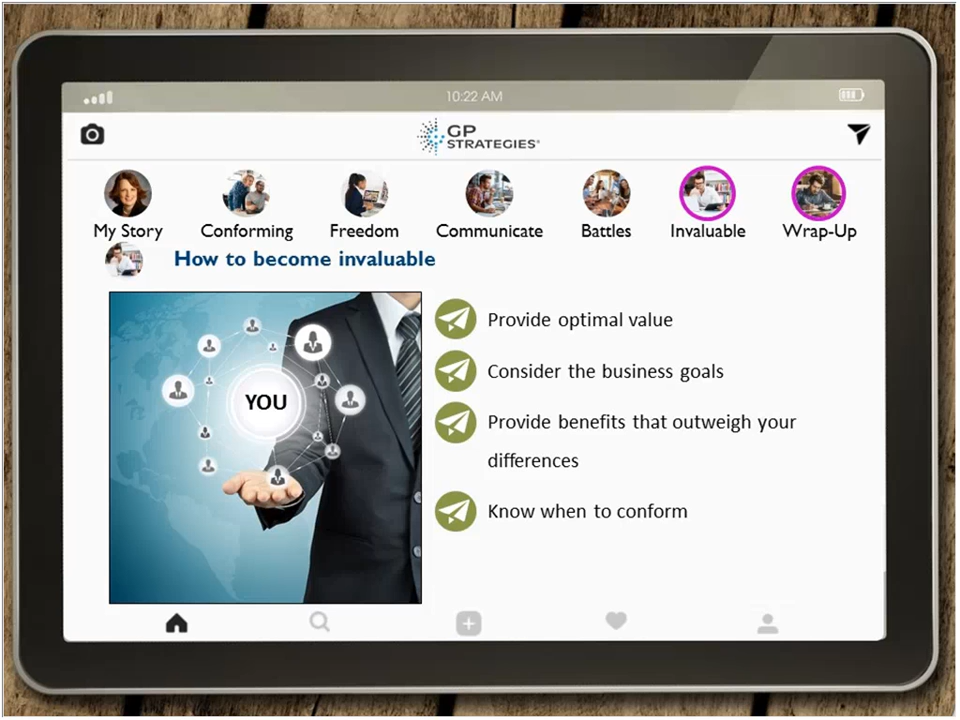 10:22 AM
GP
STRATEGIES®
My Story
Conforming
Freedom
Communicate
Battles
Invaluable
Wrap-Up
How to become invaluable
YOU
Provide optimal value
Consider the business goals
Provide benefits that outweigh your
differences
Know when to conform